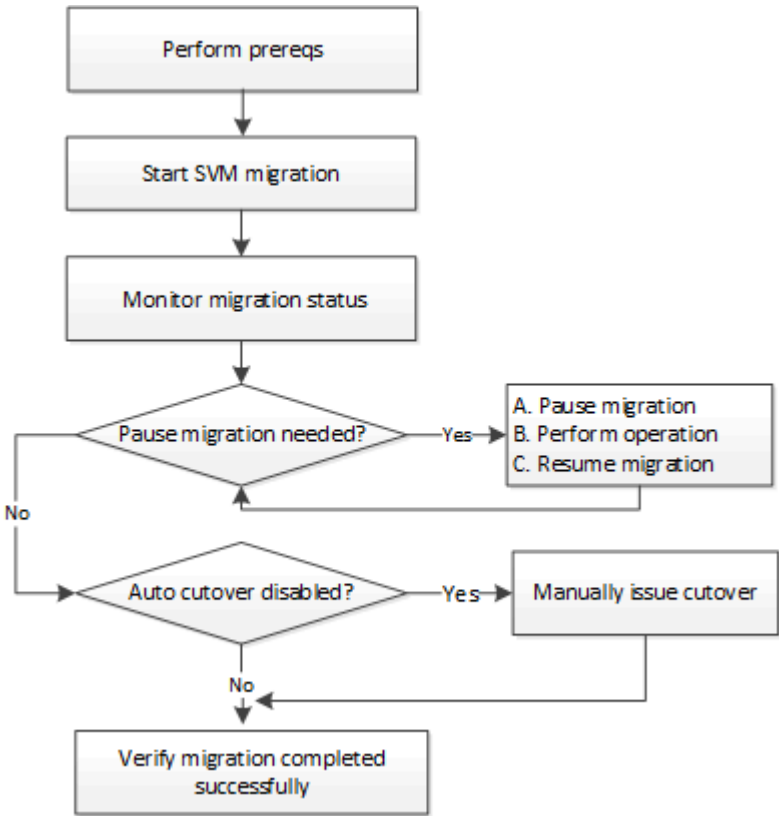 Perform prereqs
Start SVM migration
Monitor migration status
Pause migration needed?
Yes
A. Pause migration
B. Perform operation
C. Resume migration
No
Auto cutover disabled?
Yes
Manually issue cutover
No
Verify migration completed
successfully